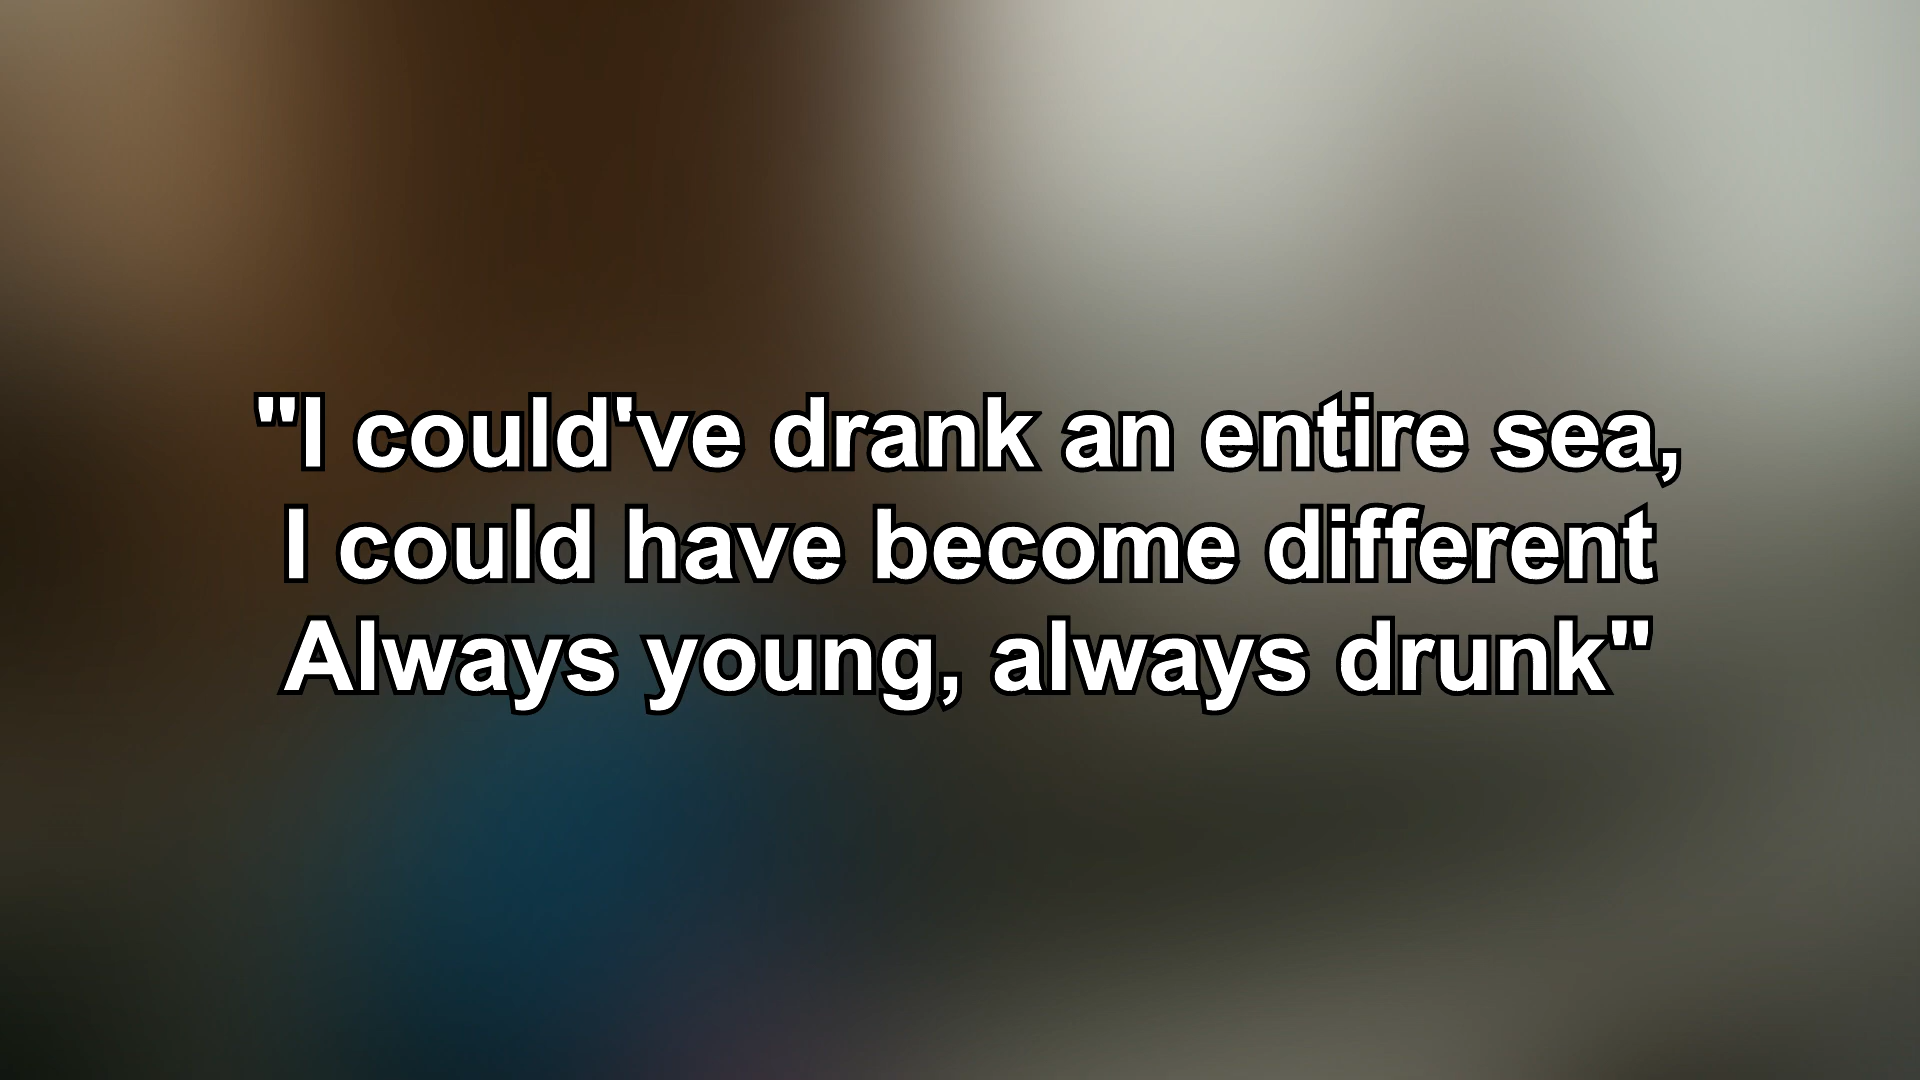 "I could've drank an entire sea,
I could have become different
Always young, always drunk"